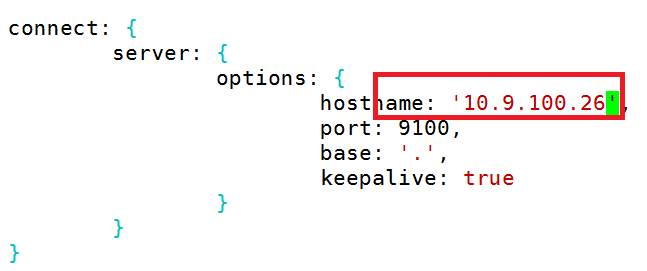 connect: {
server: {
options: {
hostname: '10.9.100.26',
port: 9100,
base: '.',
keepalive: true
}
}
}